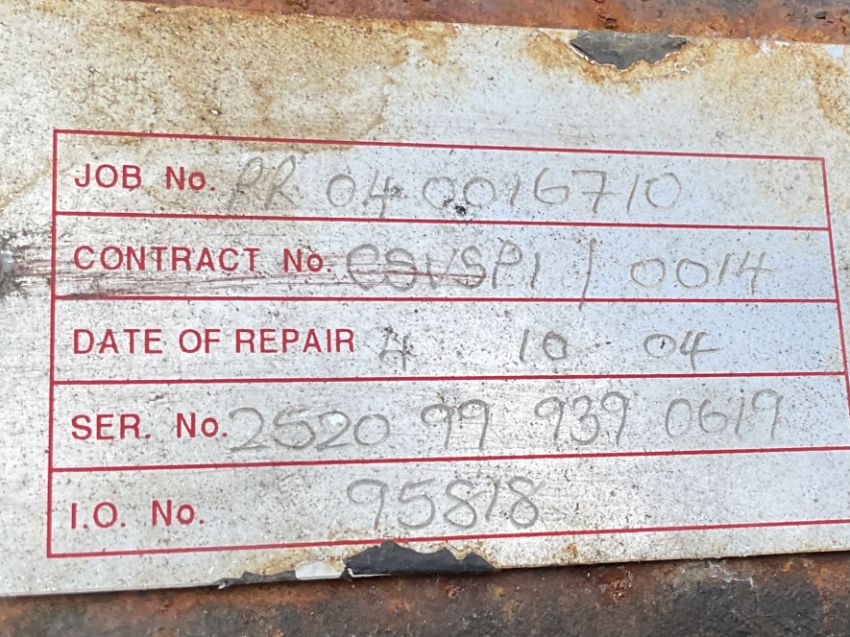 JOB No. RR 04 0016710
CONTRACT No. CSVSP1 / 0014
DATE OF REPAIR 4 10 04
SER. No. 2520 99 939 0619
I.O. No. 95818